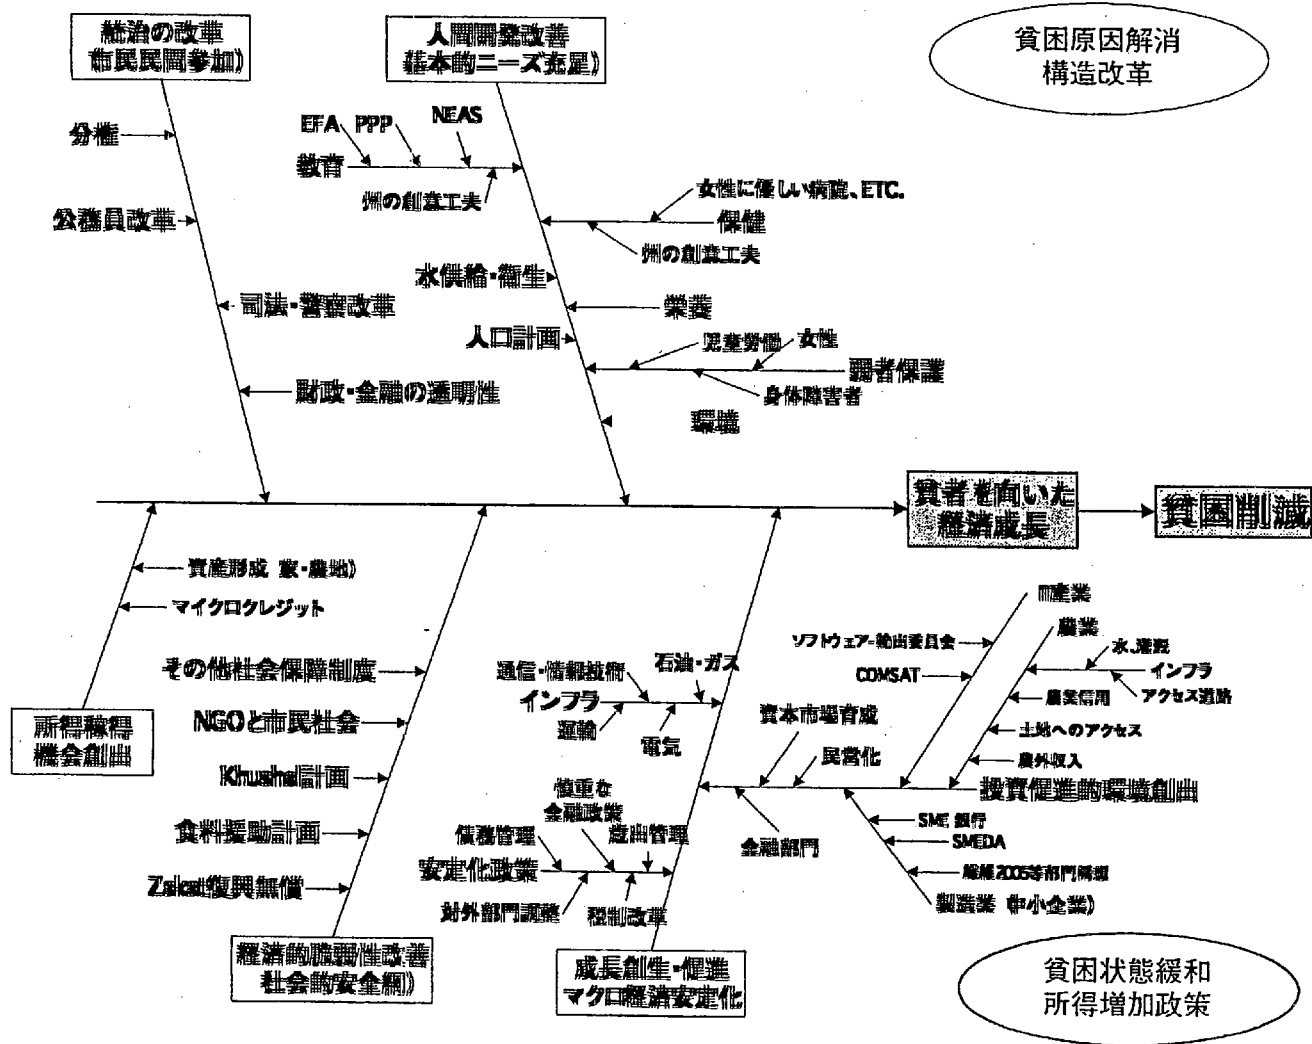 統治の改革
市民民間参加)
人間開発改善
基本的ニーズ充足)
貧困原因解消
構造改革
分権
公務員改革
司法・警察改革
財政・金融の透明性
EFA
PPP
NEAS
教育
州の創意工夫
女性に優しい病院、ETC.
保健
州の創意工夫
水供給・衛生
栄養
人口計画
児童労働
女性
弱者保護
身体障害者
環境
貧者を向いた
経済成長
貧困削減
資産形成 家・農地)
マイクロクレジット
所得稼得
機会創出
その他社会保障制度
NGOと市民社会
Khushal計画
食料援助計画
Zakat復興無償
経済的脆弱性改善
社会的安全網)
通信・情報技術
石油・ガス
インフラ
運輸
電気
慎重な
金融政策
債務管理
歳出管理
安定化政策
対外部門調整
税制改革
成長創生・促進
マクロ経済安定化
IT産業
ソフトウェアー輸出委員会
COMSAT
農業
水、灌漑
インフラ
アクセス道路
農業信用
土地へのアクセス
農外収入
資本市場育成
民営化
投資促進的環境創出
金融部門
SME 銀行
SMEDA
繊維2005等部門構想
製造業 (中小企業)
貧困状態緩和
所得増加政策